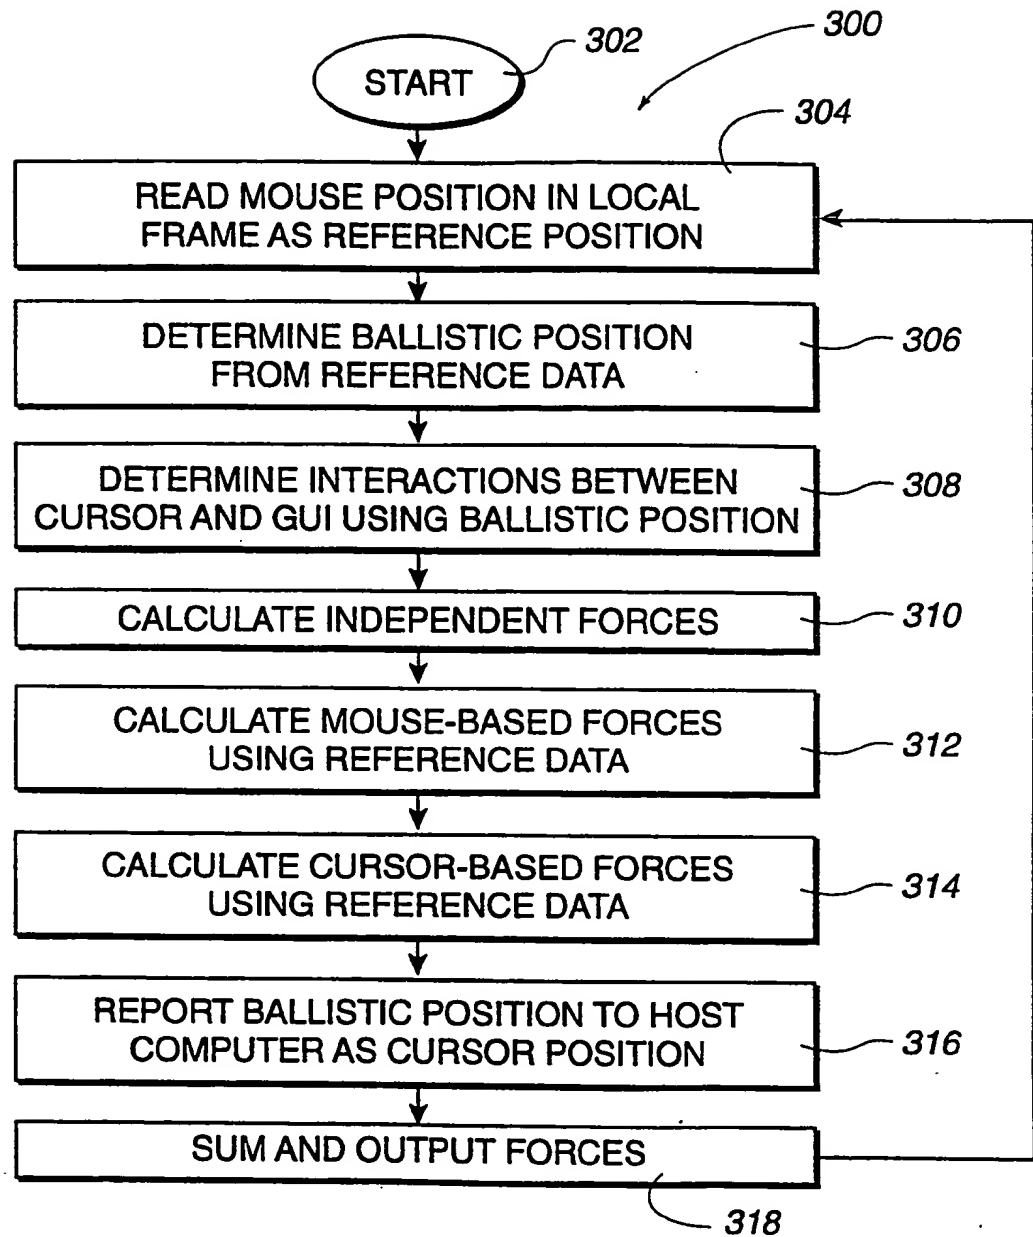 300
302
START
304
READ MOUSE POSITION IN LOCAL
FRAME AS REFERENCE POSITION
DETERMINE BALLISTIC POSITION
FROM REFERENCE DATA
306
DETERMINE INTERACTIONS BETWEEN
CURSOR AND GUI USING BALLISTIC POSITION
308
CALCULATE INDEPENDENT FORCES
310
CALCULATE MOUSE-BASED FORCES
USING REFERENCE DATA
312
CALCULATE CURSOR-BASED FORCES
USING REFERENCE DATA
314
REPORT BALLISTIC POSITION TO HOST
COMPUTER AS CURSOR POSITION
316
SUM AND OUTPUT FORCES
318